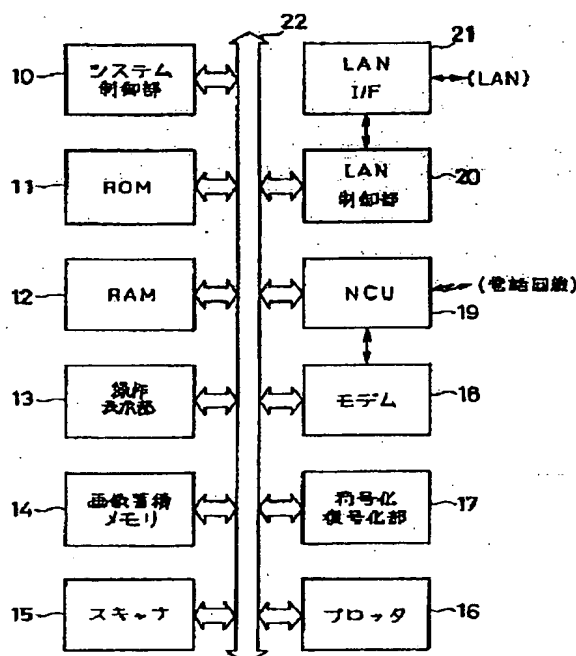 22
10
システム
制御部
21
LAN
I/F
(LAN)
11
ROM
20
LAN
制御部
12
RAM
NCU
(電話回線)
19
13
操作
表示部
モデム
18
14
画像蓄積
メモリ
符号化
復号化部
17
15
スキャナ
プロッタ
16